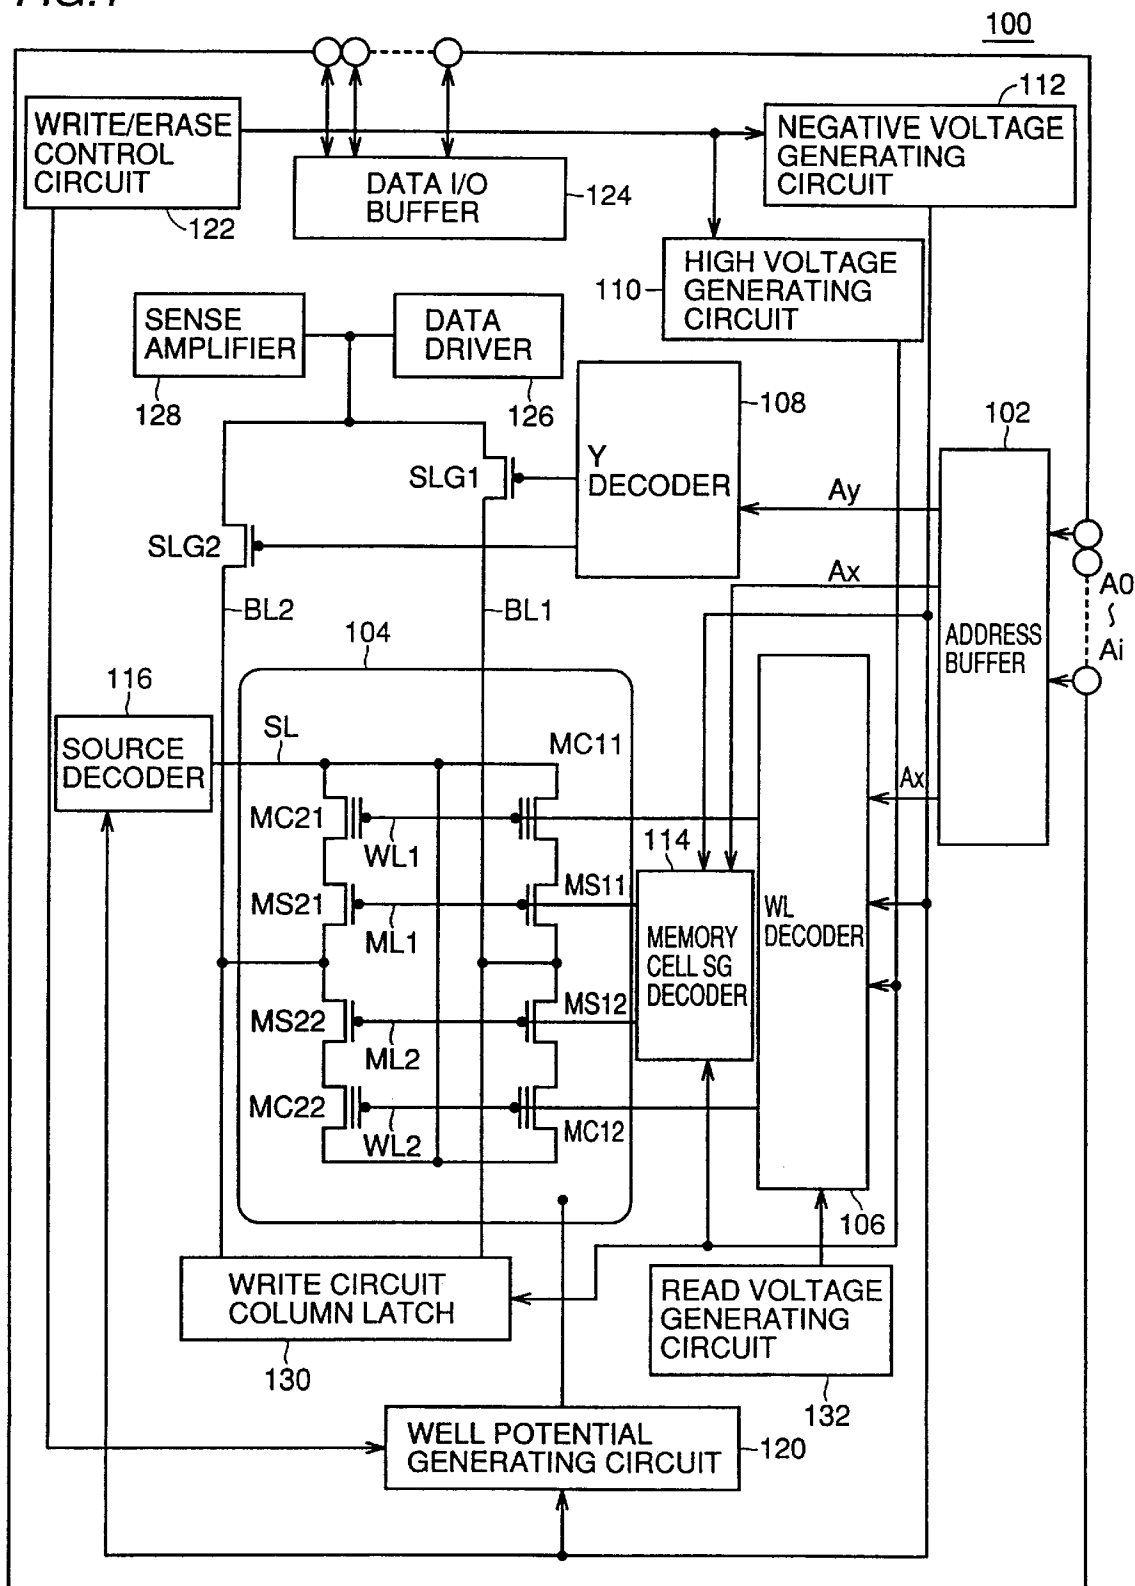 100
112
WRITE/ERASE
CONTROL
CIRCUIT
122
DATA I/O
BUFFER
124
NEGATIVE VOLTAGE
GENERATING
CIRCUIT
110
HIGH VOLTAGE
GENERATING
CIRCUIT
SENSE
AMPLIFIER
128
DATA
DRIVER
126
108
102
SLG1
Y
DECODER
Ay
SLG2
Ax
A0
Ai
BL2
BL1
ADDRESS
BUFFER
104
116
SOURCE
DECODER
SL
MC11
MC21
WL1
Ax
114
MS21
ML1
MS11
MEMORY
CELL SG
DECODER
WL
DECODER
MS22
ML2
MS12
MC22
WL2
MC12
106
WRITE CIRCUIT
COLUMN LATCH
130
READ VOLTAGE
GENERATING
CIRCUIT
132
WELL POTENTIAL
GENERATING CIRCUIT
120